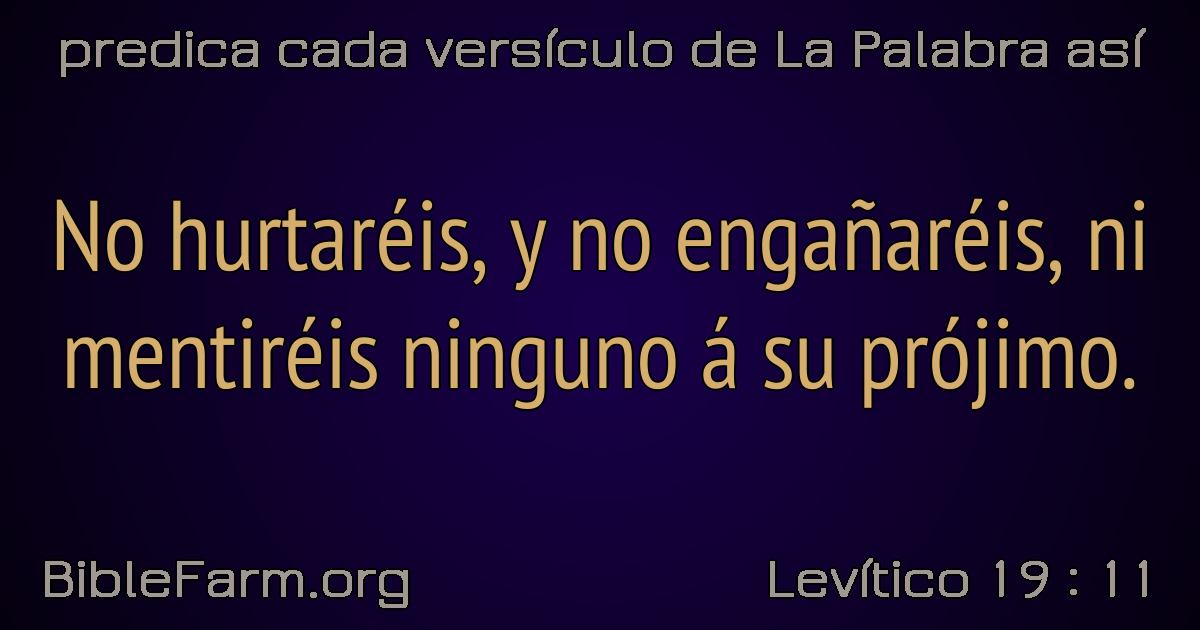 predica cada versículo de La Palabra así
No hurtaréis, y no engañaréis, ni
mentiréis ninguno á su prójimo.
BibleFarm.org
Levítico 19 : 11